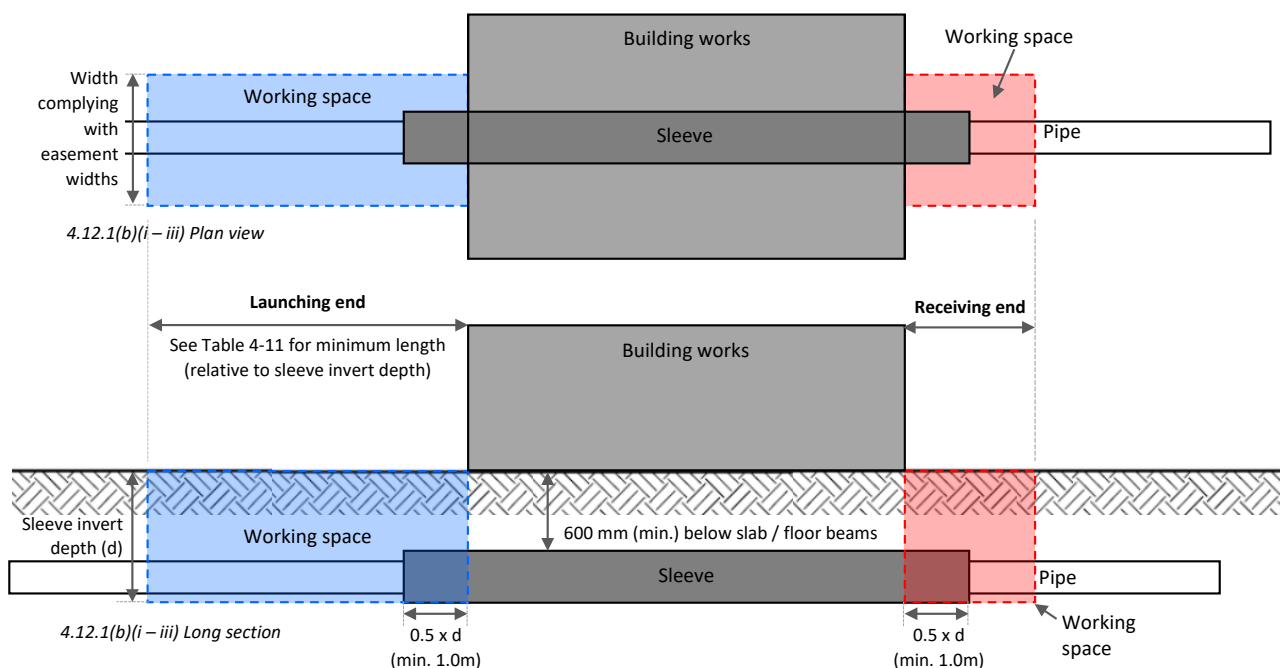 Building works
Working space
Width
complying
with
easement
widths
Working space
Sleeve
Pipe
4.12.1(b)(i – iii) Plan view
Launching end
Receiving end
See Table 4-11 for minimum length
(relative to sleeve invert depth)
Building works
Sleeve invert
depth (d)
Working space
600 mm (min.) below slab / floor beams
Sleeve
Pipe
4.12.1(b)(i – iii) Long section
0.5 x d
(min. 1.0m)
0.5 x d
(min. 1.0m)
Working
space